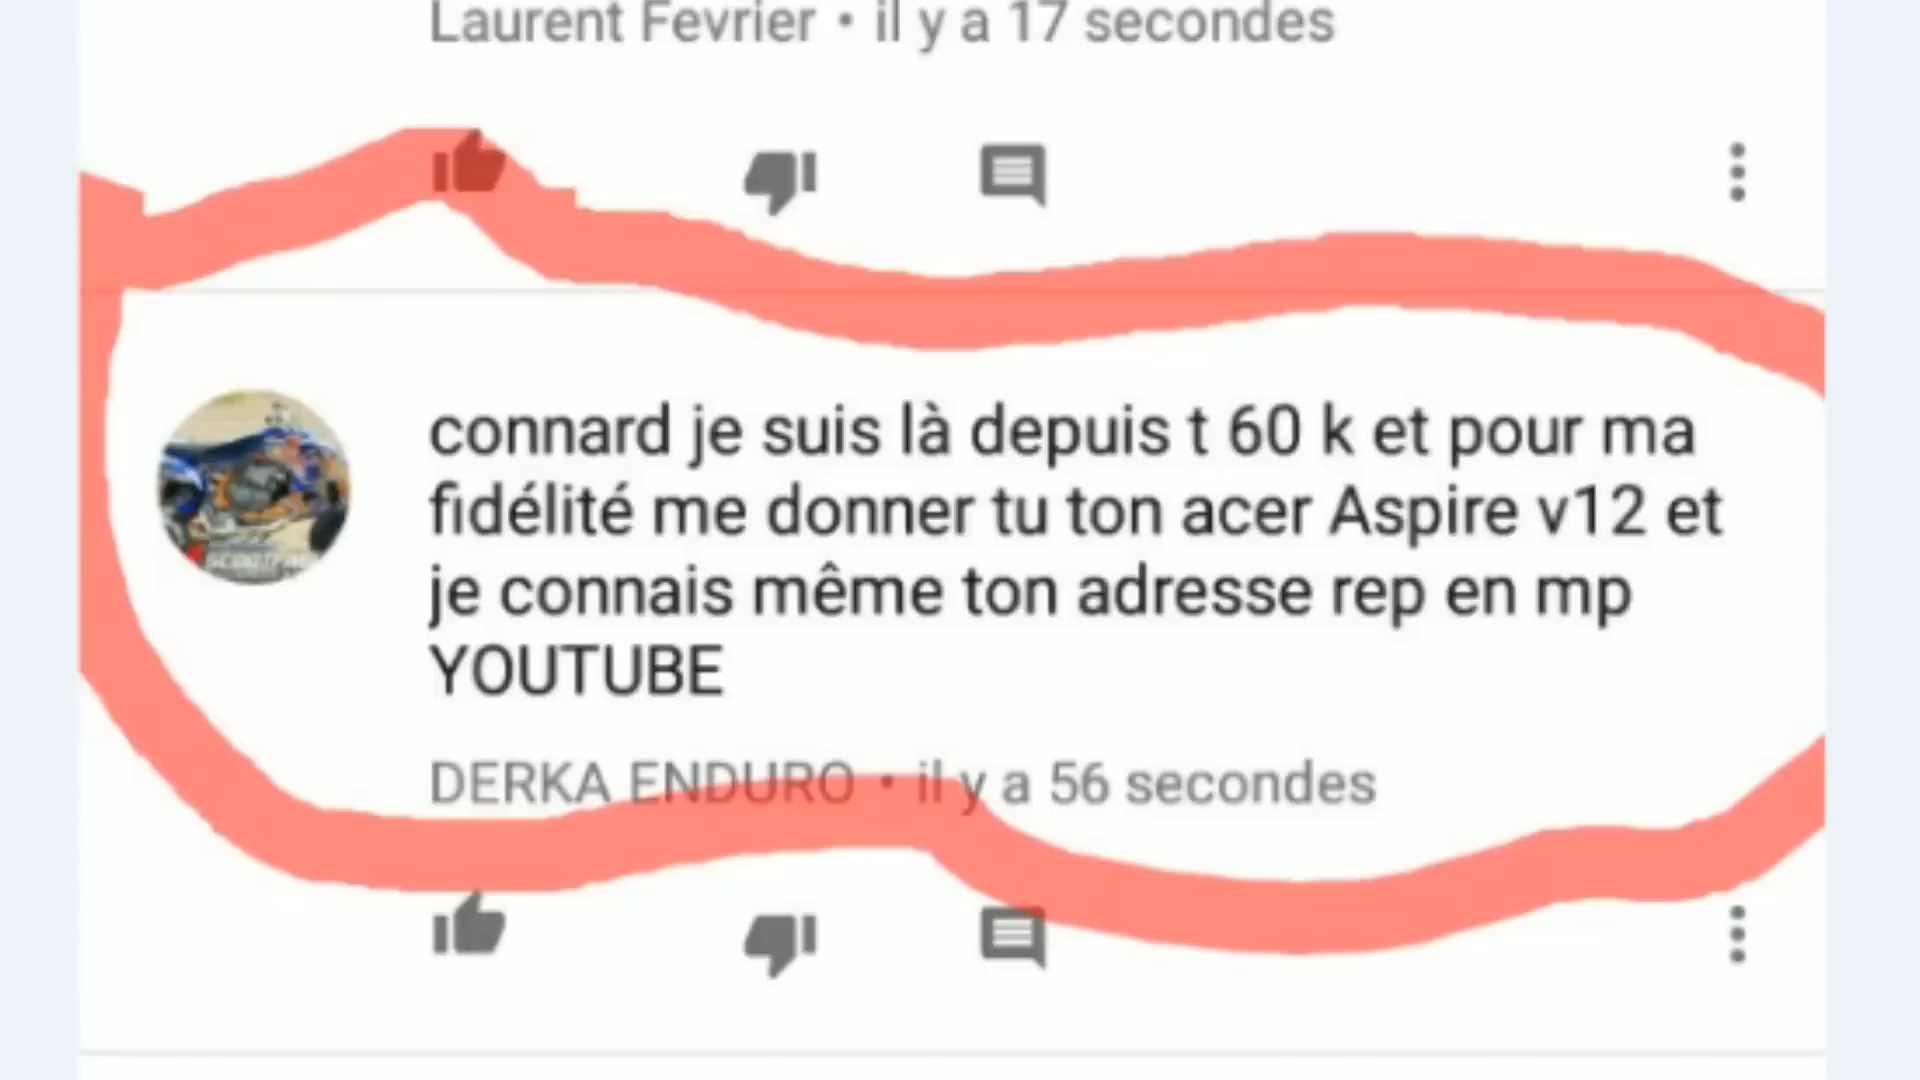 Laurent Fevrier • il y a 17 secondes
connard je suis là depuis t 60 k et pour ma
fidélité me donner tu ton acer Aspire v12 et
je connais même ton adresse rep en mp
YOUTUBE
DERKA ENDURO • il y a 56 secondes